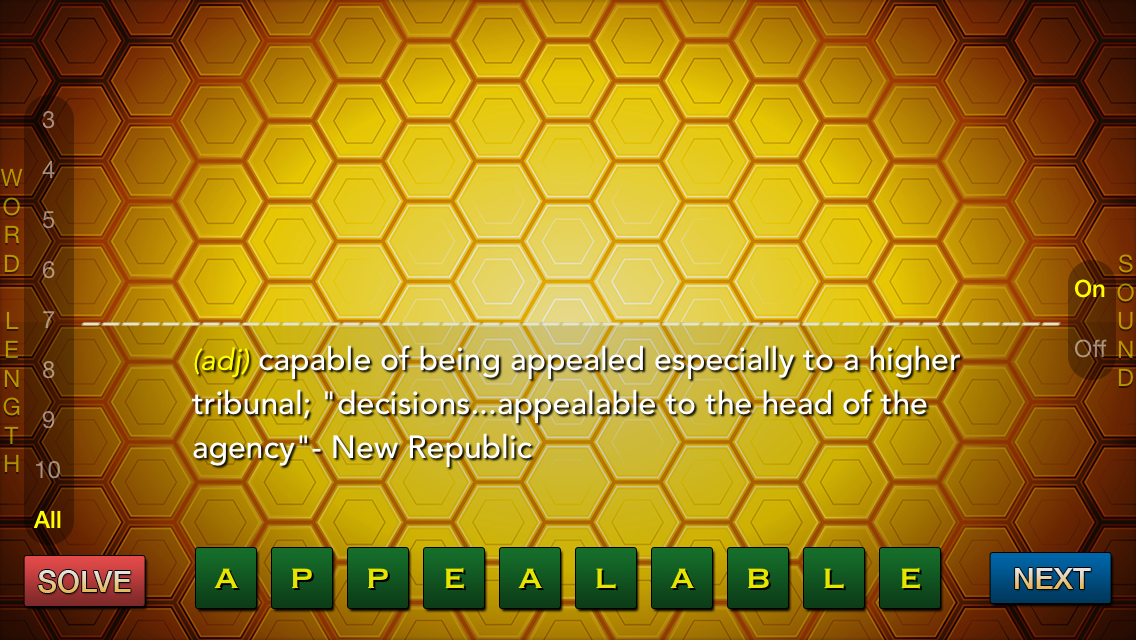 WORD LENGTH
3
4
5
6
7
8
9
10
All
SOUND
On
Off
(adj) capable of being appealed especially to a higher
tribunal; "decisions...appealable to the head of the
agency"- New Republic
SOLVE
A P P E A L A B L E
NEXT